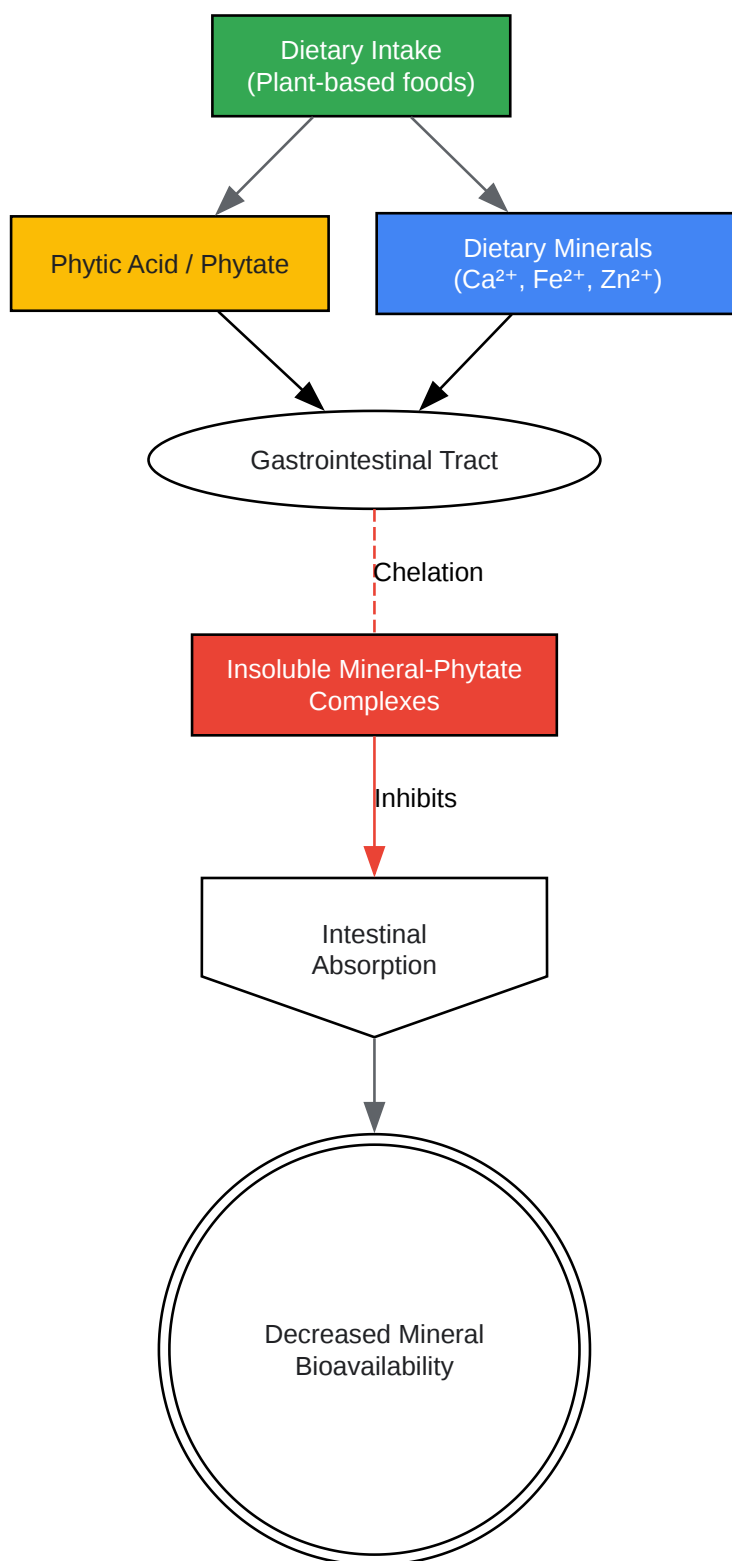 Dietary Intake
(Plant-based foods)
Phytic Acid / Phytate
Dietary Minerals
(Ca²⁺, Fe²⁺, Zn²⁺)
Gastrointestinal Tract
Chelation
Insoluble Mineral-Phytate
Complexes
Inhibits
Intestinal
Absorption
Decreased Mineral
Bioavailability